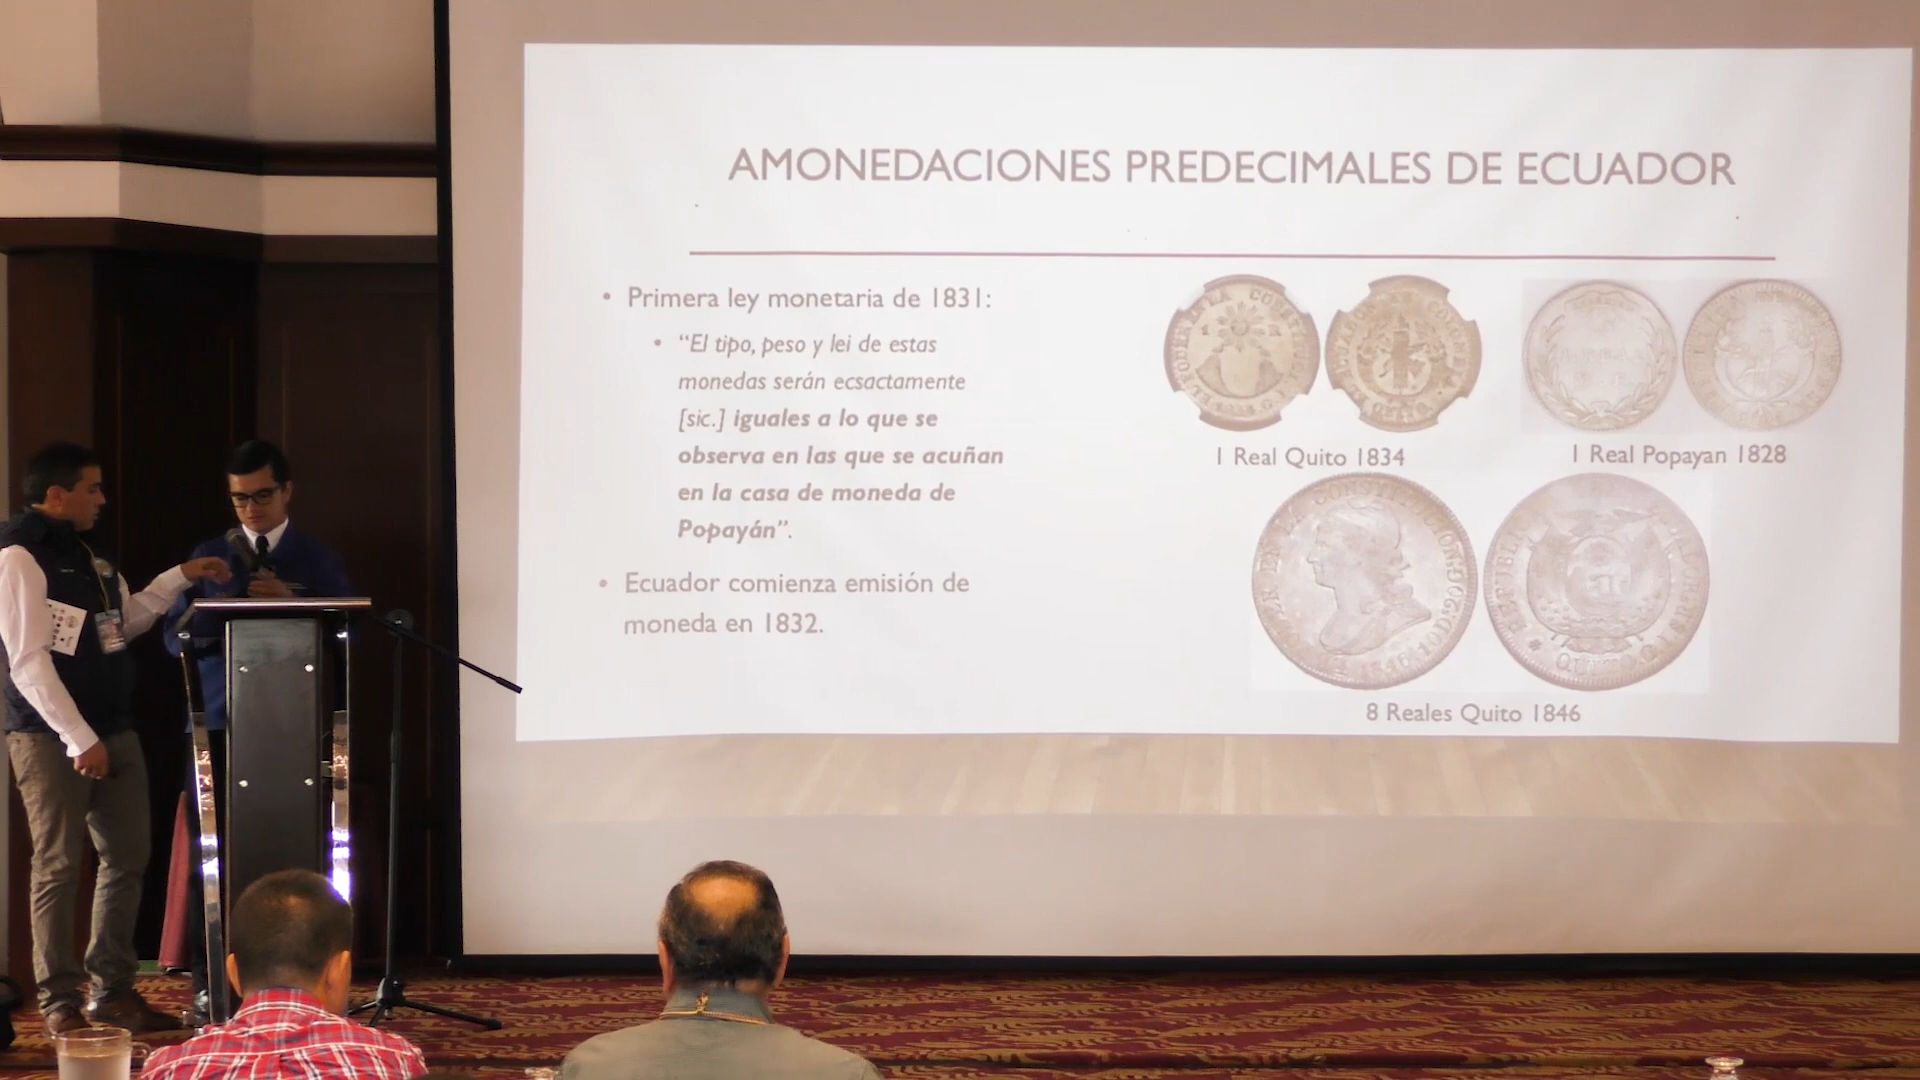 AMONEDACIONES PREDECIMALES DE ECUADOR
• Primera ley monetaria de 1831:
• “El tipo, peso y lei de estas
monedas serán ecsactamente
[sic.] iguales a lo que se
observa en las que se acuñan
en la casa de moneda de
Popayán”.
• Ecuador comienza emisión de
moneda en 1832.
1 Real Quito 1834
1 Real Popayan 1828
8 Reales Quito 1846